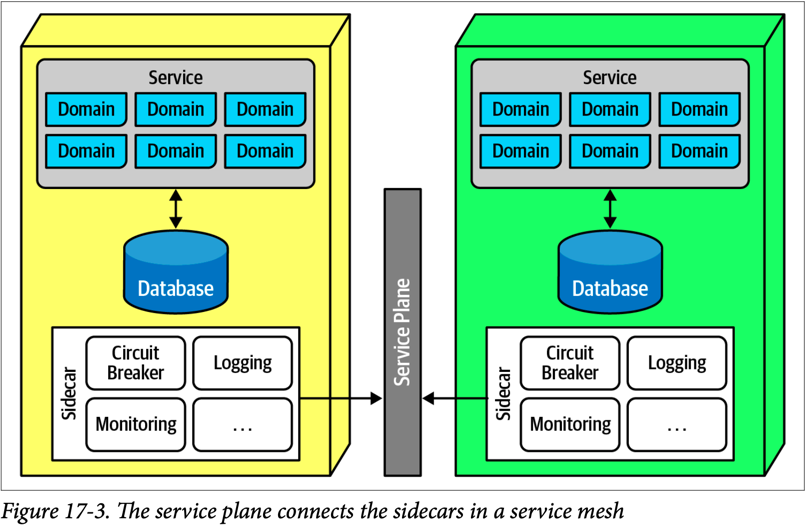 Service
Domain Domain Domain
Domain Domain Domain
Database
Sidecar
Circuit
Breaker
Logging
Monitoring
...
Service Plane
Service
Domain Domain Domain
Domain Domain Domain
Database
Sidecar
Circuit
Breaker
Logging
Monitoring
...
Figure 17-3. The service plane connects the sidecars in a service mesh